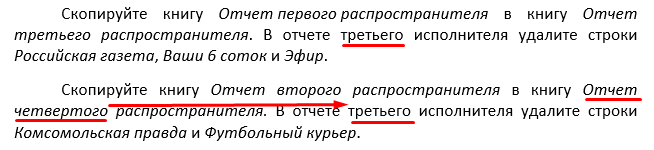 Скопируйте книгу Отчет первого распространителя в книгу Отчет
третьего распространителя. В отчете третьего исполнителя удалите строки
Российская газета, Ваши 6 соток и Эфир.
Скопируйте книгу Отчет второго распространителя в книгу Отчет
четвертого распространителя. В отчете третьего исполнителя удалите строки
Комсомольская правда и Футбольный курьер.